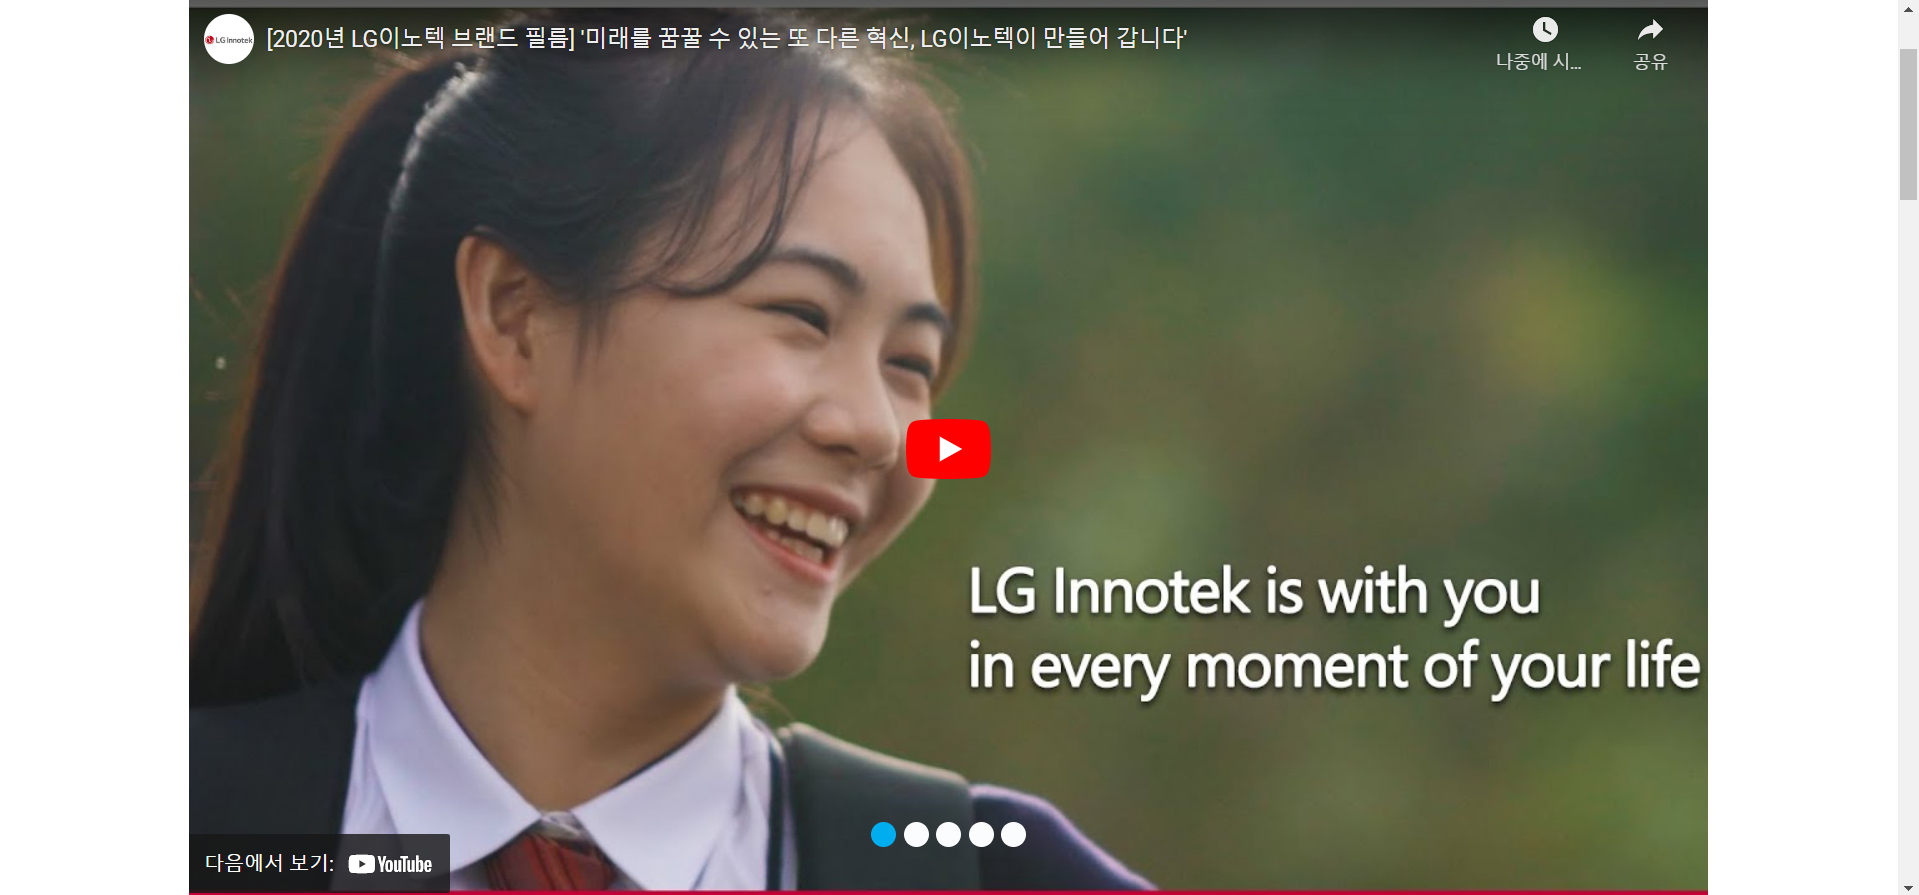 LG Innotek
[2020년 LG이노텍 브랜드 필름] '미래를 꿈꿀 수 있는 또 다른 혁신, LG이노텍이 만들어 갑니다'
나중에 시...
공유
LG Innotek is with you
in every moment of your life
다음에서 보기: YouTube